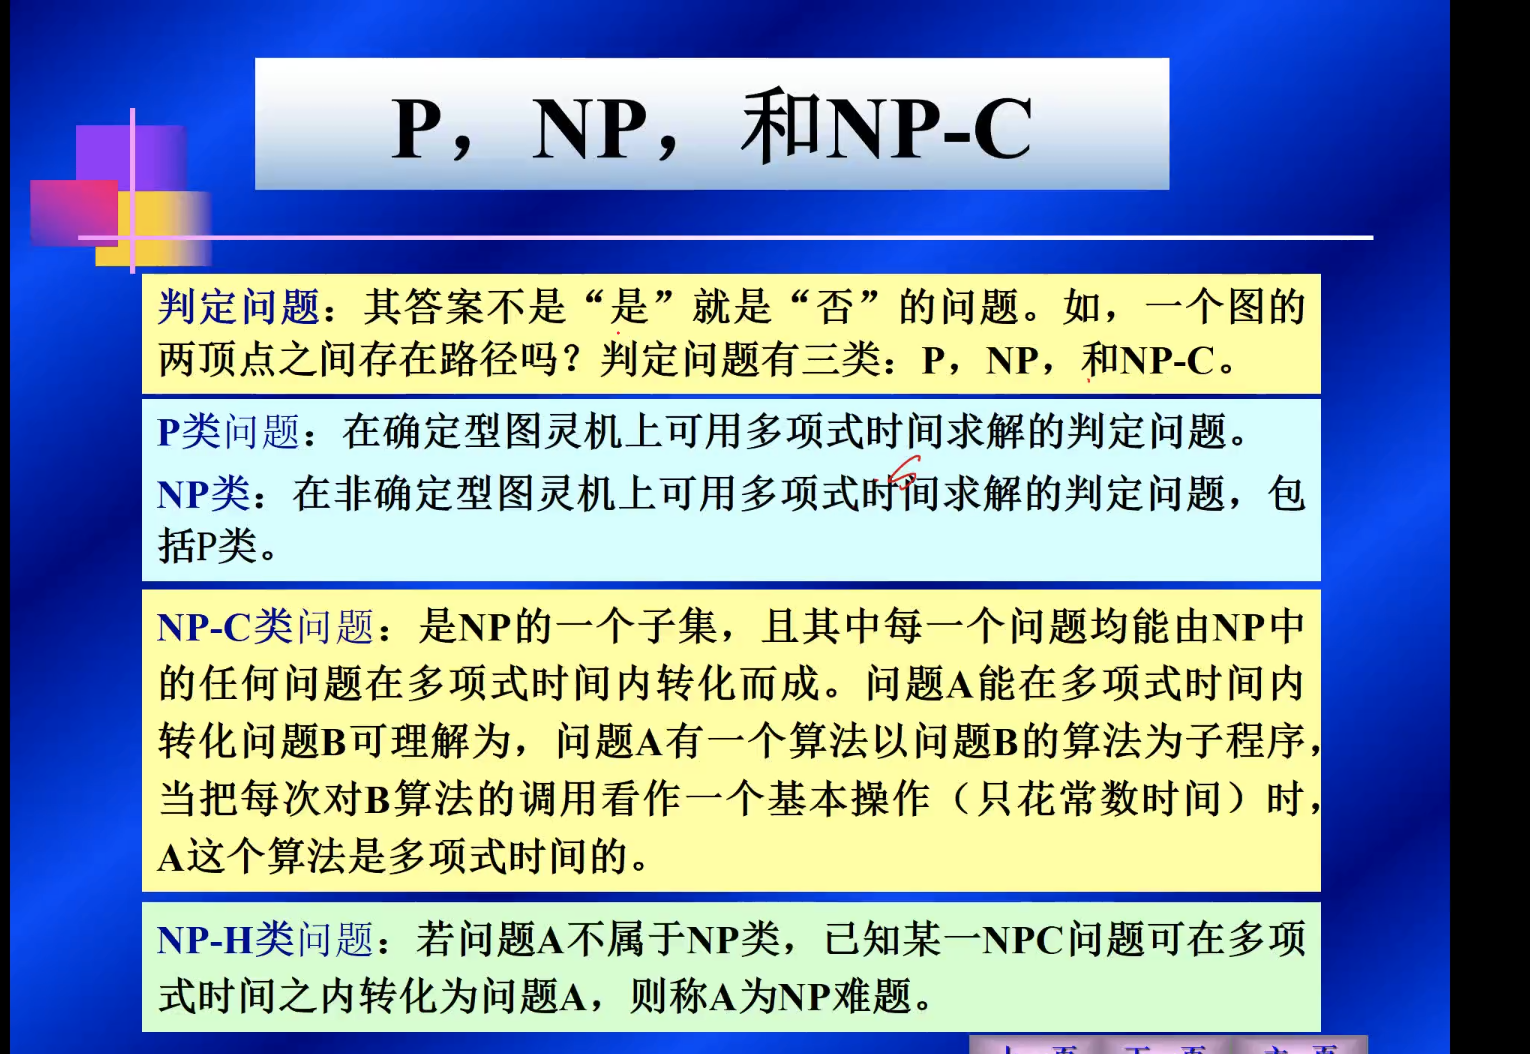 P，NP，和NP-C
判定问题：其答案不是“是”就是“否”的问题。如，一个图的
两顶点之间存在路径吗？判定问题有三类：P，NP，和NP-C。
P类问题：在确定型图灵机上可用多项式时间求解的判定问题。
NP类：在非确定型图灵机上可用多项式时间求解的判定问题，包
括P类。
NP-C类问题：是NP的一个子集，且其中每一个问题均能由NP中
的任何问题在多项式时间内转化而成。问题A能在多项式时间内
转化问题B可理解为，问题A有一个算法以问题B的算法为子程序，
当把每次对B算法的调用看作一个基本操作（只花常数时间）时，
A这个算法是多项式时间的。
NP-H类问题：若问题A不属于NP类，已知某一NPC问题可在多项
式时间之内转化为问题A，则称A为NP难题。